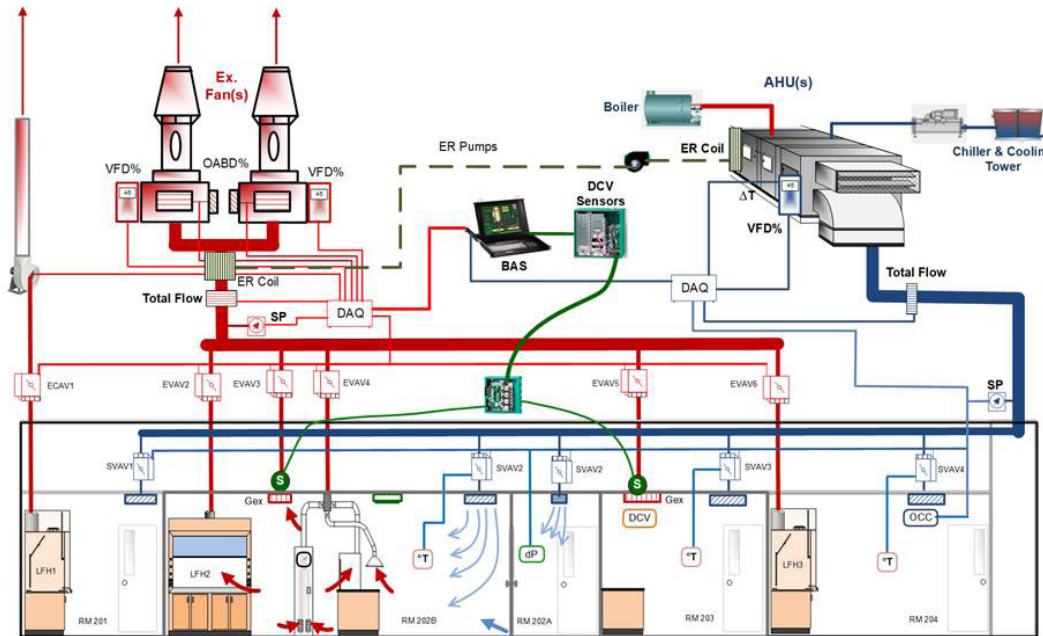 Ex.
Fan(s)
AHU(s)
Boiler
Chiller & Cooling
Tower
VFD%
OABD%
VFD%
45
45
ER Pumps
ER Coil
ΔT
45
VFD%
DCV
Sensors
BAS
ER Coil
Total Flow
SP
DAQ
DAQ
Total Flow
SP
ECAV1
EVAV2
EVAV3
EVAV4
EVAV5
EVAV6
SVAV1
SVAV2
SVAV2
SVAV3
SVAV4
S
S
Gex
Gex
DCV
OCC
°T
dP
°T
°T
LFH1
LFH2
LFH3
RM 201
RM 202B
RM 202A
RM 203
RM 204